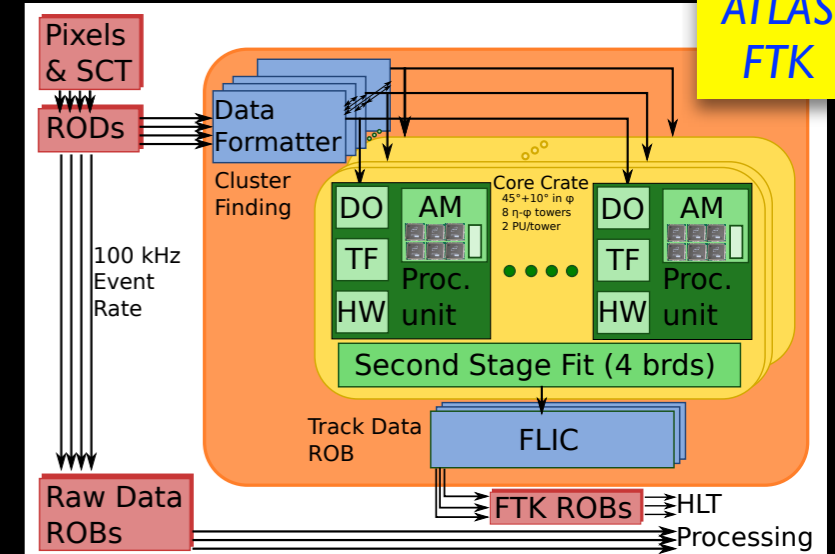 ATLAS
FTK
Pixels
& SCT
RODs
Data
Formatter
Cluster
Finding
100 kHz
Event
Rate
Core Crate
45°+10° in φ
8 η-φ towers
2 PU/tower
DO
AM
TF
HW
Proc.
unit
DO
AM
TF
HW
Proc.
unit
Second Stage Fit (4 brds)
Track Data
ROB
FLIC
Raw Data
ROBs
FTK ROBs
HLT
Processing